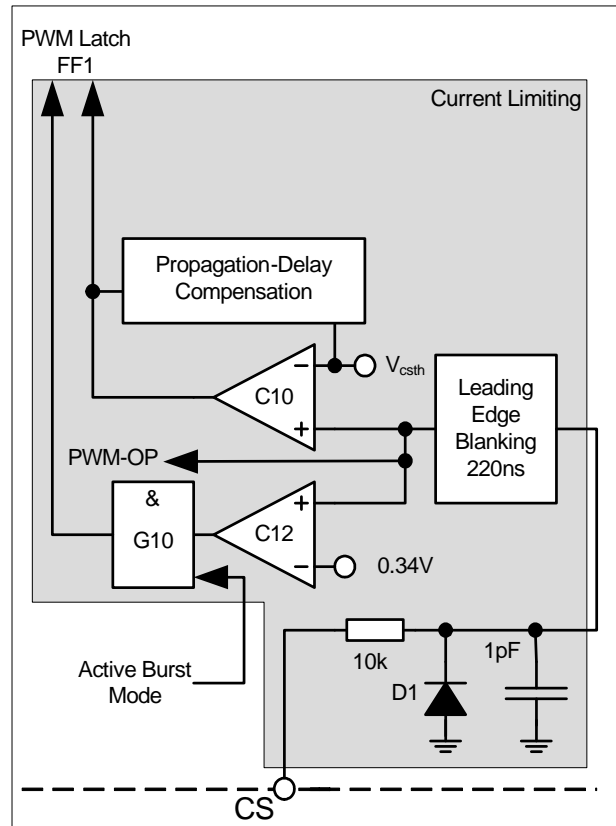 PWM Latch
FF1
Current Limiting
Propagation-Delay
Compensation
−
Vcsth
C10
+
Leading
Edge
Blanking
220ns
PWM-OP
&
G10
+
C12
−
0.34V
10k
1pF
D1
Active Burst
Mode
CS